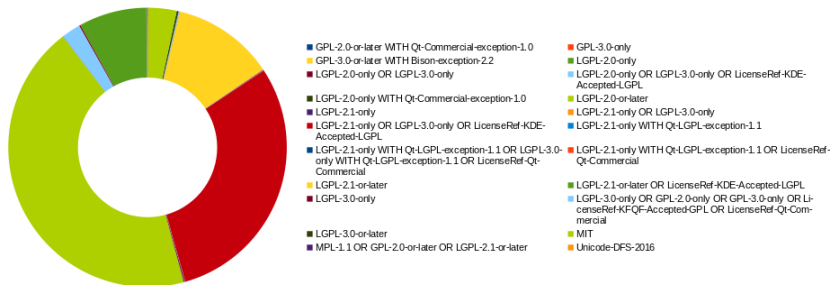 GPL-2.0-or-later WITH Qt-Commercial-exception-1.0
GPL-3.0-only
GPL-3.0-or-later WITH Bison-exception-2.2
LGPL-2.0-only
LGPL-2.0-only OR LGPL-3.0-only
LGPL-2.0-only OR LGPL-3.0-only OR LicenseRef-KDE-
Accepted-LGPL
LGPL-2.0-only WITH Qt-Commercial-exception-1.0
LGPL-2.0-or-later
LGPL-2.1-only
LGPL-2.1-only OR LGPL-3.0-only
LGPL-2.1-only OR LGPL-3.0-only OR LicenseRef-KDE-
Accepted-LGPL
LGPL-2.1-only WITH Qt-LGPL-exception-1.1
LGPL-2.1-only WITH Qt-LGPL-exception-1.1 OR LGPL-3.0-
only WITH Qt-LGPL-exception-1.1 OR LicenseRef-Qt-
Commercial
LGPL-2.1-only WITH Qt-LGPL-exception-1.1 OR LicenseRef-
Qt-Commercial
LGPL-2.1-or-later
LGPL-2.1-or-later OR LicenseRef-KDE-Accepted-LGPL
LGPL-3.0-only
LGPL-3.0-only OR GPL-2.0-only OR GPL-3.0-only OR Li-
censeRef-KFQF-Accepted-GPL OR LicenseRef-Qt-Com-
mercial
LGPL-3.0-or-later
MIT
MPL-1.1 OR GPL-2.0-or-later OR LGPL-2.1-or-later
Unicode-DFS-2016